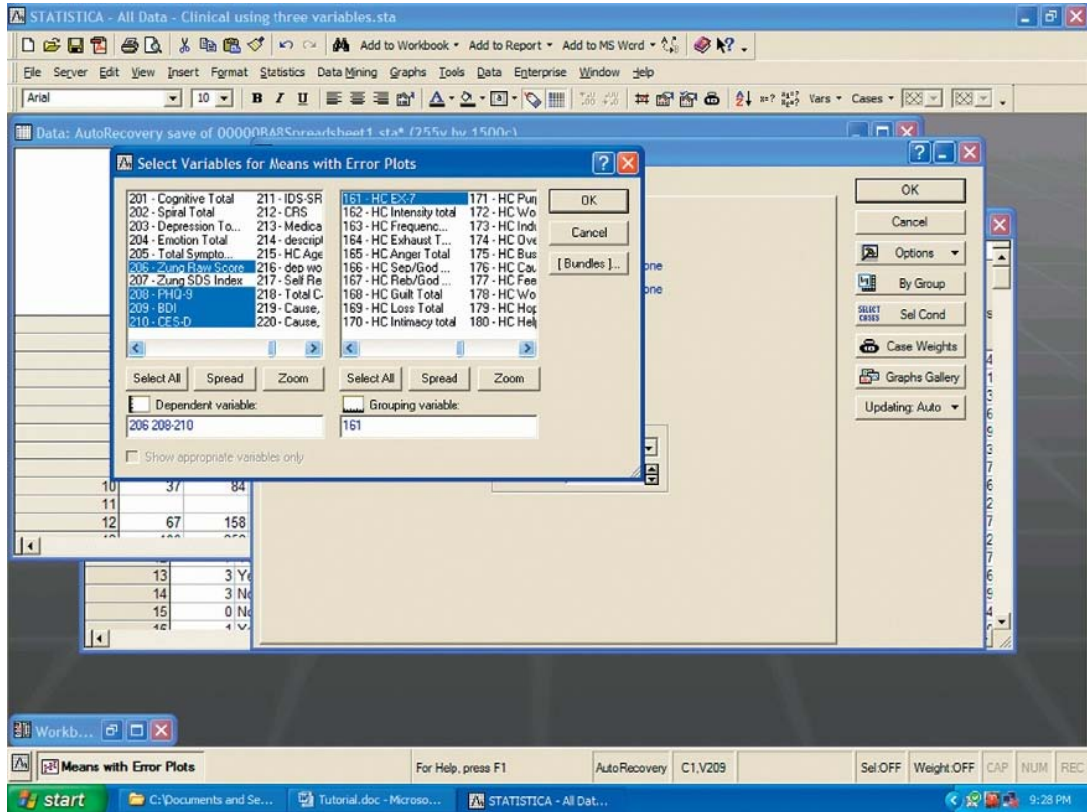 STATISTICA - All Data - Clinical using three variables.sta
Add to Workbook Add to Report Add to MS Word
File Server Edit View Insert Format Statistics Data Mining Graphs Tools Data Enterprise Window Help
Arial 10 B I U Vars Cases
Data: AutoRecovery save of 00000BA8Spreadsheet1.sta* (255v by 1500c)
Select Variables for Means with Error Plots
201 - Cognitive Total 211 - IDS-SR
202 - Spiral Total 212 - CRS
203 - Depression To... 213 - Medica
204 - Emotion Total 214 - descript
205 - Total Sympto... 215 - HC Age
206 - Zung Raw Score 216 - dep wo
207 - Zung SDS Index 217 - Self Re
208 - PHQ-9 218 - Total C-
209 - BDI 219 - Cause,
210 - CES-D 220 - Cause,
161 - HC EX-7 171 - HC Purp
162 - HC Intensity total 172 - HC Wo
163 - HC Frequenc... 173 - HC Indu
164 - HC Exhaust T... 174 - HC Ove
165 - HC Anger Total 175 - HC Bus
166 - HC Sep/God ... 176 - HC Cau
167 - HC Reb/God ... 177 - HC Fee
168 - HC Guilt Total 178 - HC Wo
169 - HC Loss Total 179 - HC Hop
170 - HC Intimacy total 180 - HC Help
OK
Cancel
[Bundles]...
Select All Spread Zoom
Select All Spread Zoom
Dependent variable:
206 208-210
Grouping variable:
161
Show appropriate variables only
one
one
OK
Cancel
Options
By Group
SELECT CASES Sel Cond
Case Weights
Graphs Gallery
Updating: Auto
10 37 84
11
12 67 158
13 3 Ye
14 3 No
15 0 No
Workb...
Means with Error Plots
For Help, press F1
AutoRecovery C1,V209
Sel:OFF Weight:OFF CAP NUM REC
start
C:\Documents and Se...
Tutorial.doc - Microso...
STATISTICA - All Dat...
9:28 PM